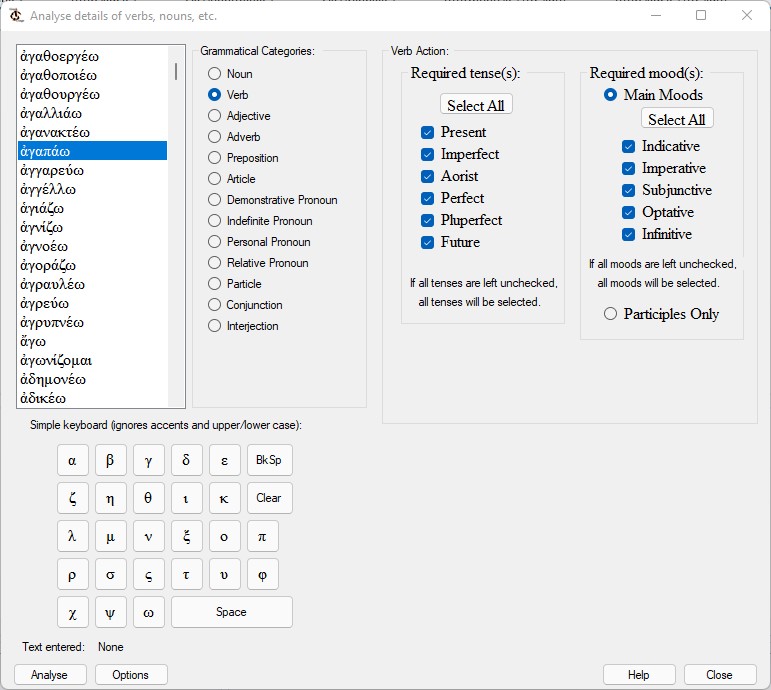 Analyse details of verbs, nouns, etc.
ἀγαθοεργέω
ἀγαθοποιέω
ἀγαθουργέω
ἀγαλλιάω
ἀγανακτέω
ἀγαπάω
ἀγγαρεύω
ἀγγέλλω
ἁγιάζω
ἁγνίζω
ἀγνοέω
ἀγοράζω
ἀγραυλέω
ἀγρεύω
ἀγρυπνέω
ἄγω
ἀγωνίζομαι
ἀδημονέω
ἀδικέω
Grammatical Categories:
Noun
Verb
Adjective
Adverb
Preposition
Article
Demonstrative Pronoun
Indefinite Pronoun
Personal Pronoun
Relative Pronoun
Particle
Conjunction
Interjection
Verb Action:
Required tense(s):
Select All
Present
Imperfect
Aorist
Perfect
Pluperfect
Future
If all tenses are left unchecked,
all tenses will be selected.
Required mood(s):
Main Moods
Select All
Indicative
Imperative
Subjunctive
Optative
Infinitive
If all moods are left unchecked,
all moods will be selected.
Participles Only
Simple keyboard (ignores accents and upper/lower case):
α β γ δ ε BkSp
ζ η θ ι κ Clear
λ μ ν ξ ο π
ρ σ ς τ υ φ
χ ψ ω Space
Text entered: None
Analyse Options Help Close